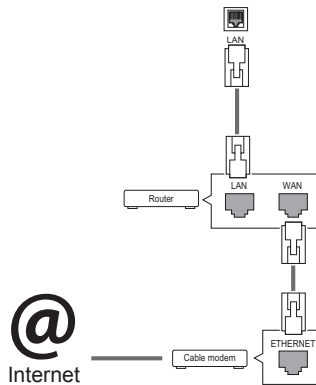 LAN
LAN WAN
Router
ETHERNET
@
Cable modem
Internet